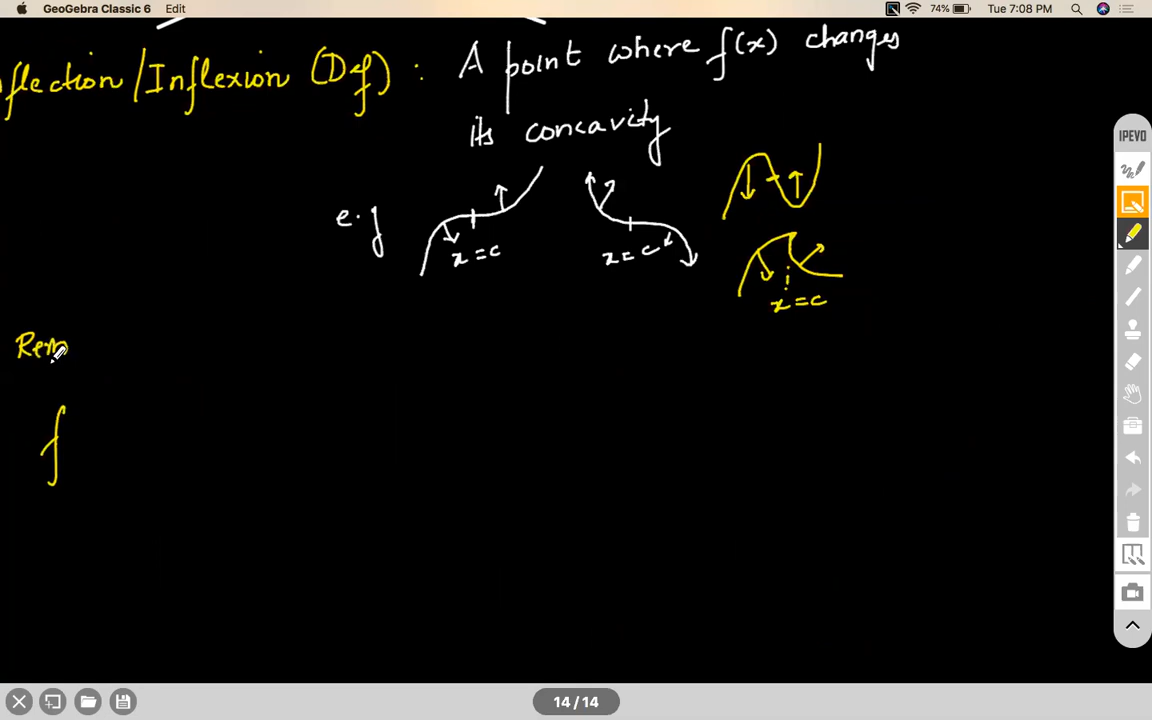 GeoGebra Classic 6 Edit 74% Tue 7:08 PM
flection / Inflexion (Def) : A point where f(x) changes
its concavity
e.g
x = c x = c
x = c
IPEVO
Rem
f
14 / 14